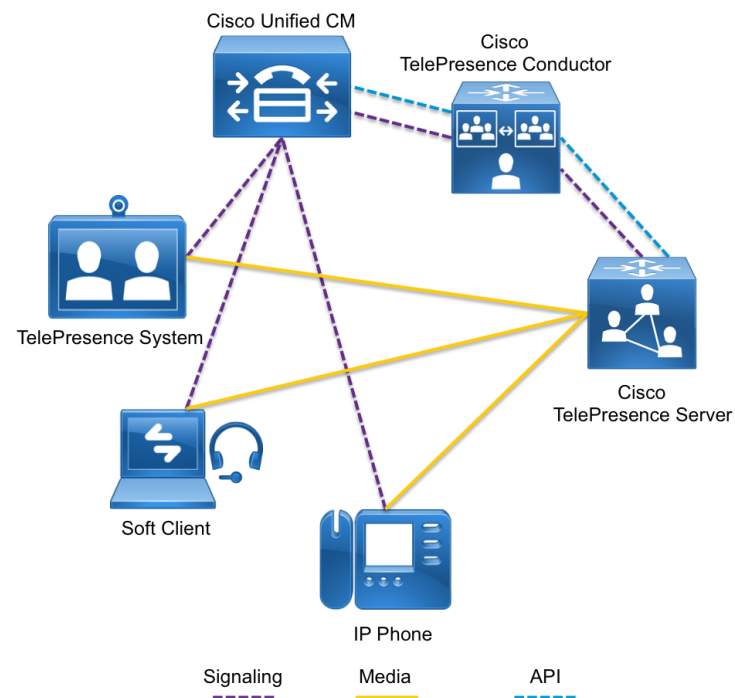 Cisco Unified CM
Cisco
TelePresence Conductor
TelePresence System
Cisco
TelePresence Server
Soft Client
IP Phone
Signaling
Media
API